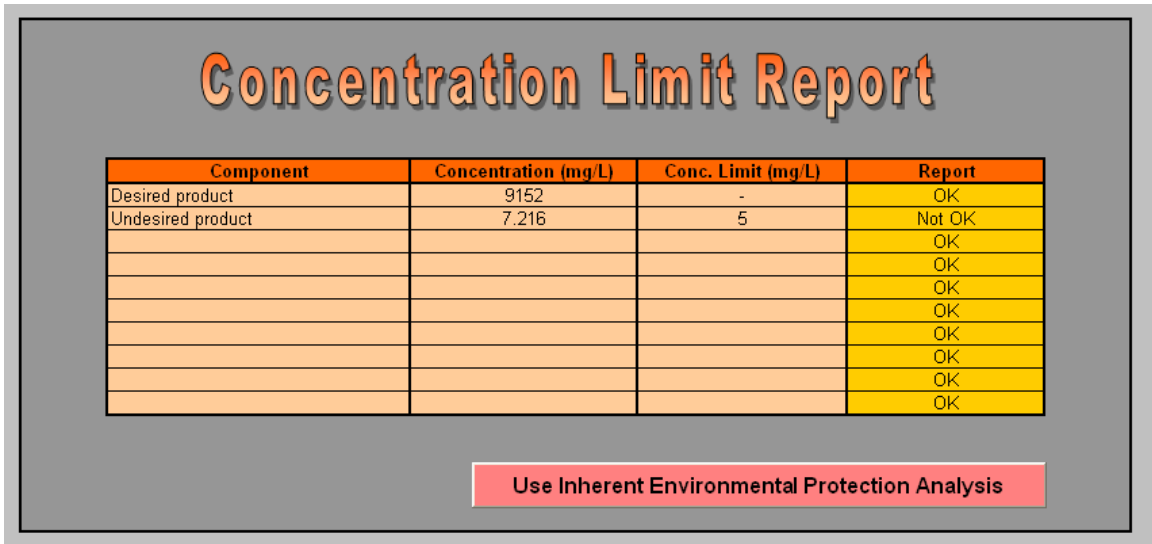 Concentration Limit Report
Component Concentration (mg/L) Conc. Limit (mg/L) Report
Desired product 9152 - OK
Undesired product 7.216 5 Not OK
OK
OK
OK
OK
OK
OK
OK
OK
Use Inherent Environmental Protection Analysis